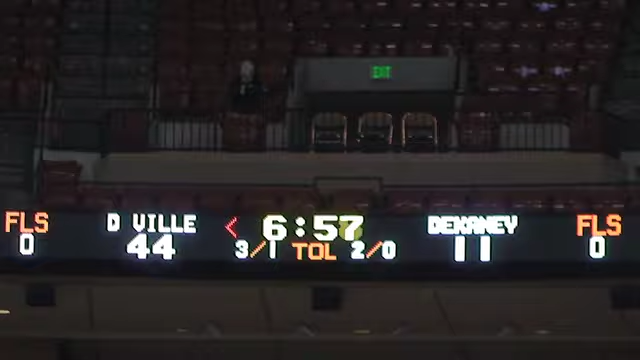 EXIT
FLS D VILLE < 6:57 DEKANEY FLS
0 44 3/1 TOL 2/0 11 0